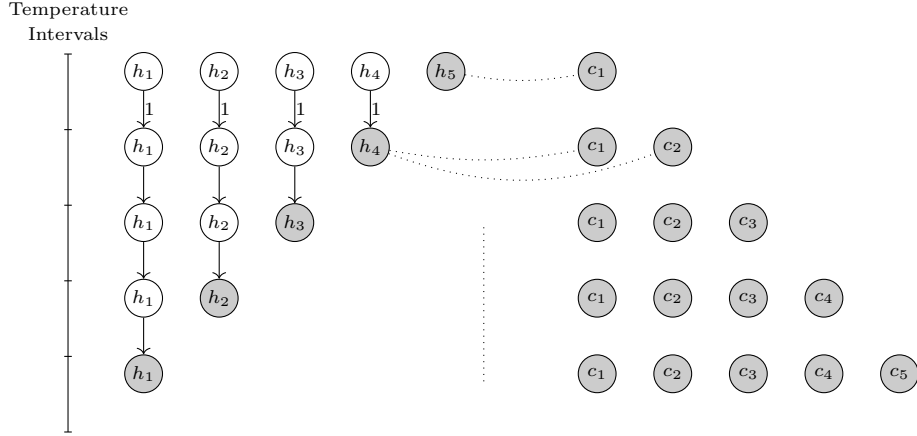 Temperature
Intervals
h₁ h₂ h₃ h₄ h₅ c₁
1 1 1 1
h₁ h₂ h₃ h₄ c₁ c₂
h₁ h₂ h₃ c₁ c₂ c₃
h₁ h₂ c₁ c₂ c₃ c₄
h₁ c₁ c₂ c₃ c₄ c₅